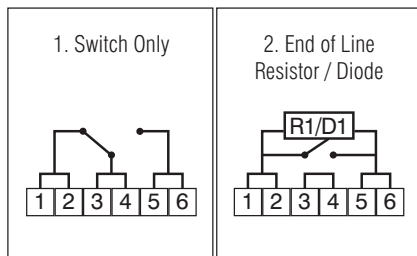 1. Switch Only
1 2 3 4 5 6
2. End of Line
Resistor / Diode
R1/D1
1 2 3 4 5 6